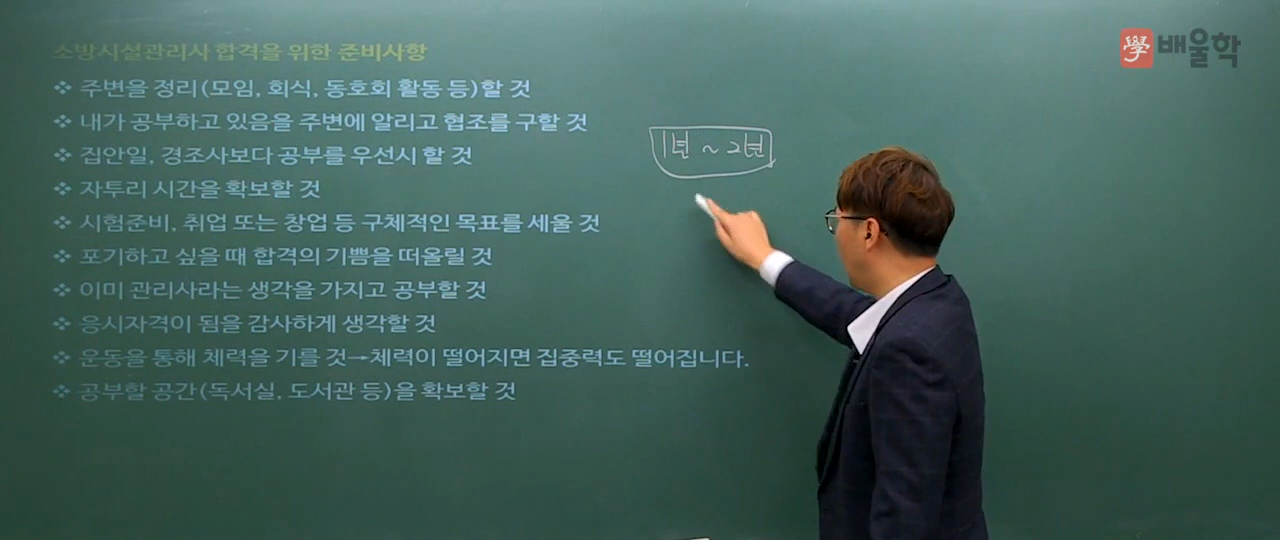 소방시설관리사 합격을 위한 준비사항
❖ 주변을 정리(모임, 회식, 동호회 활동 등)할 것
❖ 내가 공부하고 있음을 주변에 알리고 협조를 구할 것
❖ 집안일, 경조사보다 공부를 우선시 할 것
❖ 자투리 시간을 확보할 것
❖ 시험준비, 취업 또는 창업 등 구체적인 목표를 세울 것
❖ 포기하고 싶을 때 합격의 기쁨을 떠올릴 것
❖ 이미 관리사라는 생각을 가지고 공부할 것
❖ 응시자격이 됨을 감사하게 생각할 것
❖ 운동을 통해 체력을 기를 것→체력이 떨어지면 집중력도 떨어집니다.
❖ 공부할 공간(독서실, 도서관 등)을 확보할 것
1년 ~ 2년
學 배울학